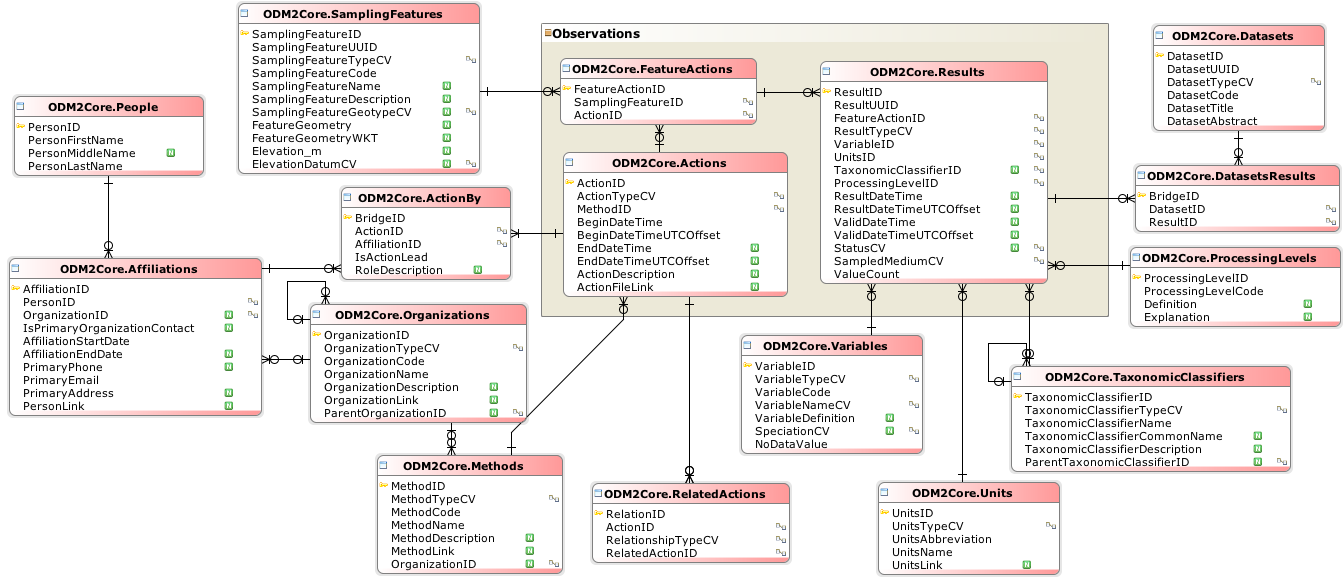 ODM2Core.People
PersonID
PersonFirstName
PersonMiddleName N
PersonLastName
ODM2Core.SamplingFeatures
SamplingFeatureID
SamplingFeatureUUID
SamplingFeatureTypeCV
SamplingFeatureCode
SamplingFeatureName N
SamplingFeatureDescription N
SamplingFeatureGeotypeCV N
FeatureGeometry N
FeatureGeometryWKT N
Elevation_m N
ElevationDatumCV N
Observations
ODM2Core.FeatureActions
FeatureActionID
SamplingFeatureID
ActionID
ODM2Core.Results
ResultID
ResultUUID
FeatureActionID
ResultTypeCV
VariableID
UnitsID
TaxonomicClassifierID N
ProcessingLevelID
ResultDateTime N
ResultDateTimeUTCOffset N
ValidDateTime N
ValidDateTimeUTCOffset N
StatusCV N
SampledMediumCV
ValueCount
ODM2Core.Datasets
DatasetID
DatasetUUID
DatasetTypeCV
DatasetCode
DatasetTitle
DatasetAbstract
ODM2Core.Actions
ActionID
ActionTypeCV
MethodID
BeginDateTime
BeginDateTimeUTCOffset
EndDateTime N
EndDateTimeUTCOffset N
ActionDescription N
ActionFileLink N
ODM2Core.DatasetsResults
BridgeID
DatasetID
ResultID
ODM2Core.ActionBy
BridgeID
ActionID
AffiliationID
IsActionLead
RoleDescription N
ODM2Core.Affiliations
AffiliationID
PersonID
OrganizationID N
IsPrimaryOrganizationContact N
AffiliationStartDate
AffiliationEndDate N
PrimaryPhone N
PrimaryEmail
PrimaryAddress N
PersonLink N
ODM2Core.Organizations
OrganizationID
OrganizationTypeCV
OrganizationCode
OrganizationName
OrganizationDescription N
OrganizationLink N
ParentOrganizationID N
ODM2Core.ProcessingLevels
ProcessingLevelID
ProcessingLevelCode
Definition N
Explanation N
ODM2Core.Variables
VariableID
VariableTypeCV
VariableCode
VariableNameCV
VariableDefinition N
SpeciationCV N
NoDataValue
ODM2Core.TaxonomicClassifiers
TaxonomicClassifierID
TaxonomicClassifierTypeCV
TaxonomicClassifierName
TaxonomicClassifierCommonName N
TaxonomicClassifierDescription N
ParentTaxonomicClassifierID N
ODM2Core.Methods
MethodID
MethodTypeCV
MethodCode
MethodName
MethodDescription N
MethodLink N
OrganizationID N
ODM2Core.RelatedActions
RelationID
ActionID
RelationshipTypeCV
RelatedActionID
ODM2Core.Units
UnitsID
UnitsTypeCV
UnitsAbbreviation
UnitsName
UnitsLink N